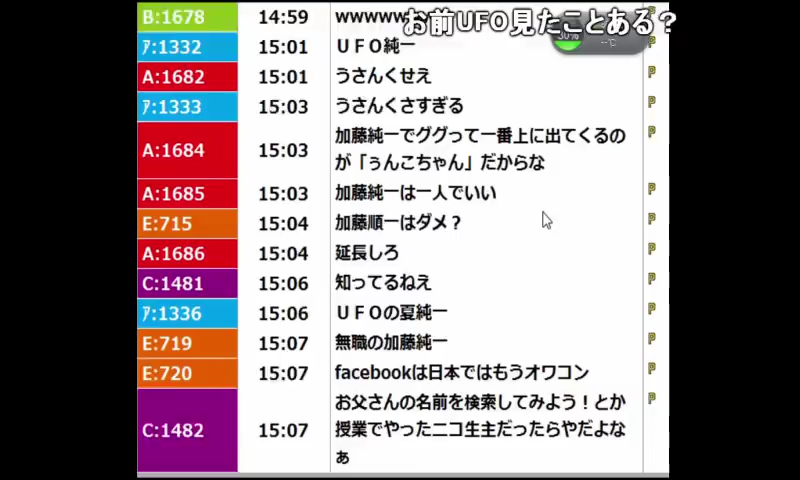 お前UFO見たことある？
B:1678 14:59
30%
ｱ:1332 15:01 ＵＦＯ純一 P
A:1682 15:01 うさんくせえ P
ｱ:1333 15:03 うさんくさすぎる P
A:1684 15:03 加藤純一でググって一番上に出てくるの P
が「ぅんこちゃん」だからな
A:1685 15:03 加藤純一は一人でいい P
E:715 15:04 加藤順一はダメ？ P
A:1686 15:04 延長しろ P
C:1481 15:06 知ってるねえ P
ｱ:1336 15:06 ＵＦＯの夏純一 P
E:719 15:07 無職の加藤純一 P
E:720 15:07 facebookは日本ではもうオワコン P
C:1482 15:07 お父さんの名前を検索してみよう！とか P
授業でやった二コ生主だったらやだよな
ぁ